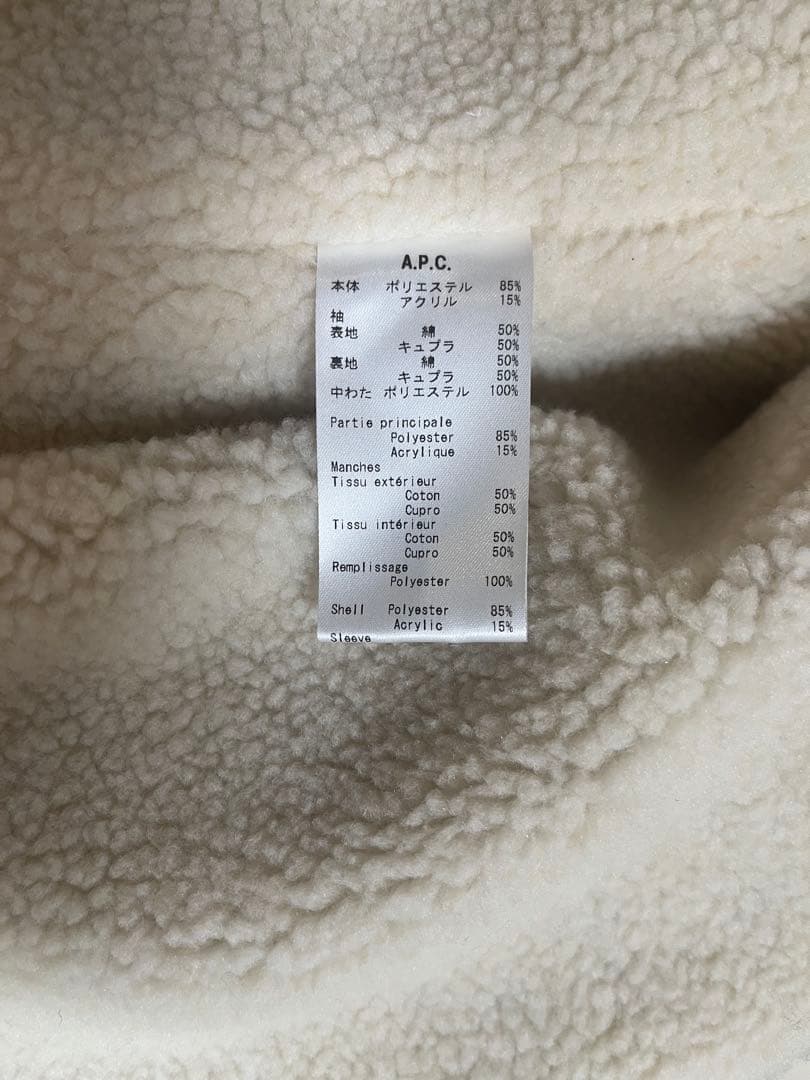 A.P.C.
本体 ポリエステル 85%
アクリル 15%
袖
表地 綿 50%
キュプラ 50%
裏地 綿 50%
キュプラ 50%
中わた ポリエステル 100%
Partie principale
Polyester 85%
Acrylique 15%
Manches
Tissu extérieur
Coton 50%
Cupro 50%
Tissu intérieur
Coton 50%
Cupro 50%
Remplissage
Polyester 100%
Shell Polyester 85%
Acrylic 15%
Sleeve